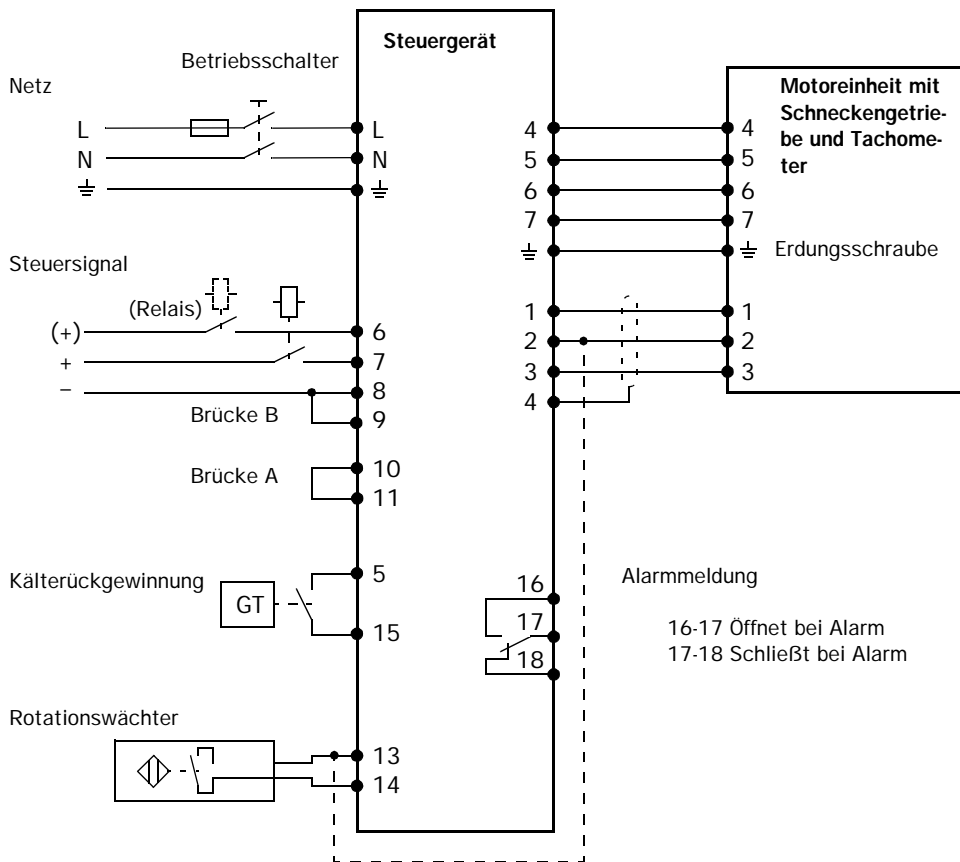 Steuergerät
Betriebsschalter
Netz
L
N
L
N
4
5
6
7
4
5
6
7
Motoreinheit mit
Schneckengetrie-
be und Tachome-
ter
Erdungsschraube
Steuersignal
(Relais)
(+)
+
–
6
7
8
9
Brücke B
1
2
3
4
1
2
3
Brücke A
10
11
Kälterückgewinnung
GT
5
15
16
17
18
Alarmmeldung
16-17 Öffnet bei Alarm
17-18 Schließt bei Alarm
Rotationswächter
13
14